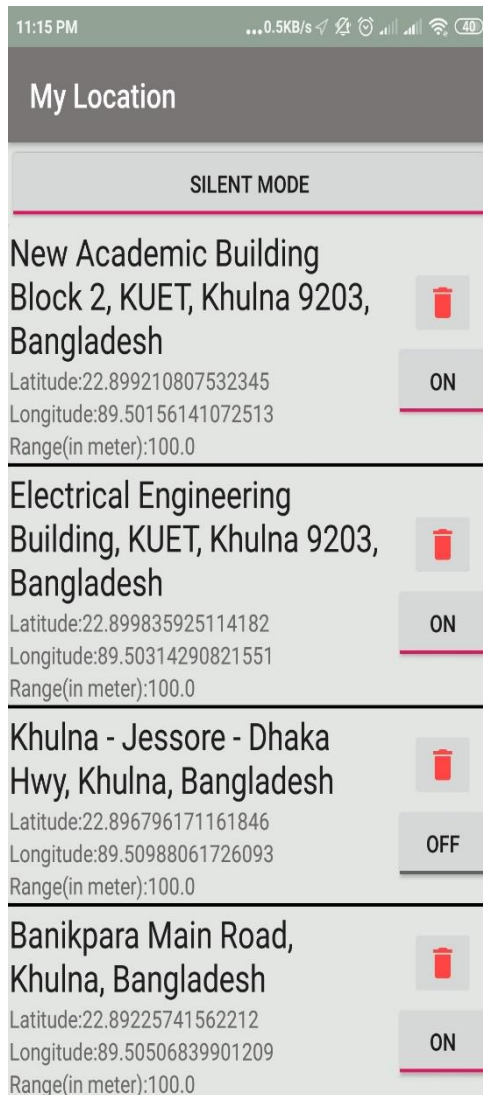 11:15 PM ...0.5KB/s 40
My Location
SILENT MODE
New Academic Building
Block 2, KUET, Khulna 9203,
Bangladesh
Latitude:22.899210807532345
Longitude:89.50156141072513
Range(in meter):100.0
ON
Electrical Engineering
Building, KUET, Khulna 9203,
Bangladesh
Latitude:22.899835925114182
Longitude:89.50314290821551
Range(in meter):100.0
ON
Khulna - Jessore - Dhaka
Hwy, Khulna, Bangladesh
Latitude:22.896796171161846
Longitude:89.50988061726093
Range(in meter):100.0
OFF
Banikpara Main Road,
Khulna, Bangladesh
Latitude:22.89225741562212
Longitude:89.50506839901209
Range(in meter):100.0
ON